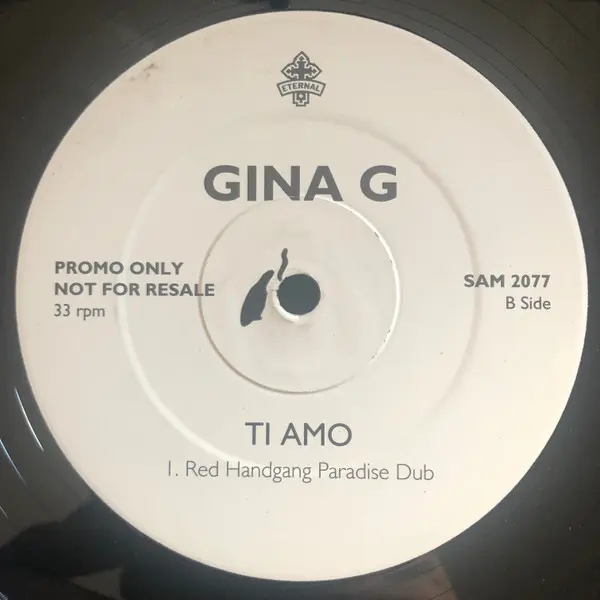 ETERNAL
GINA G
PROMO ONLY
NOT FOR RESALE
33 rpm
SAM 2077
B Side
TI AMO
1. Red Handgang Paradise Dub